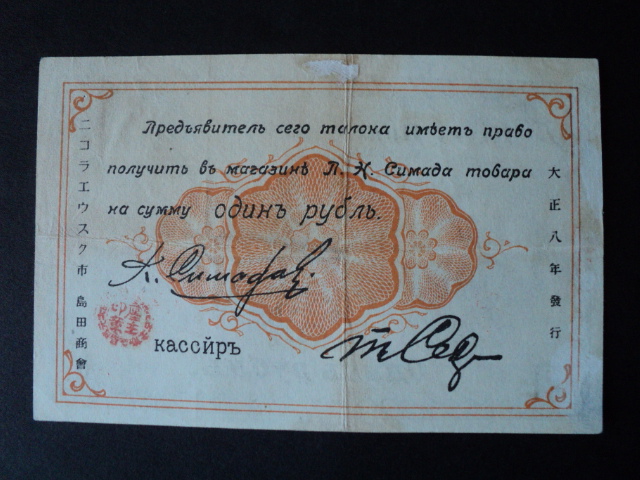 Предъявитель сего талона имѣетъ право
получить въ магазинѣ П. Н. Симада товара
на сумму одинъ рубль.
кассиръ
ニコラエウスク市 島田商會
大正八年發行